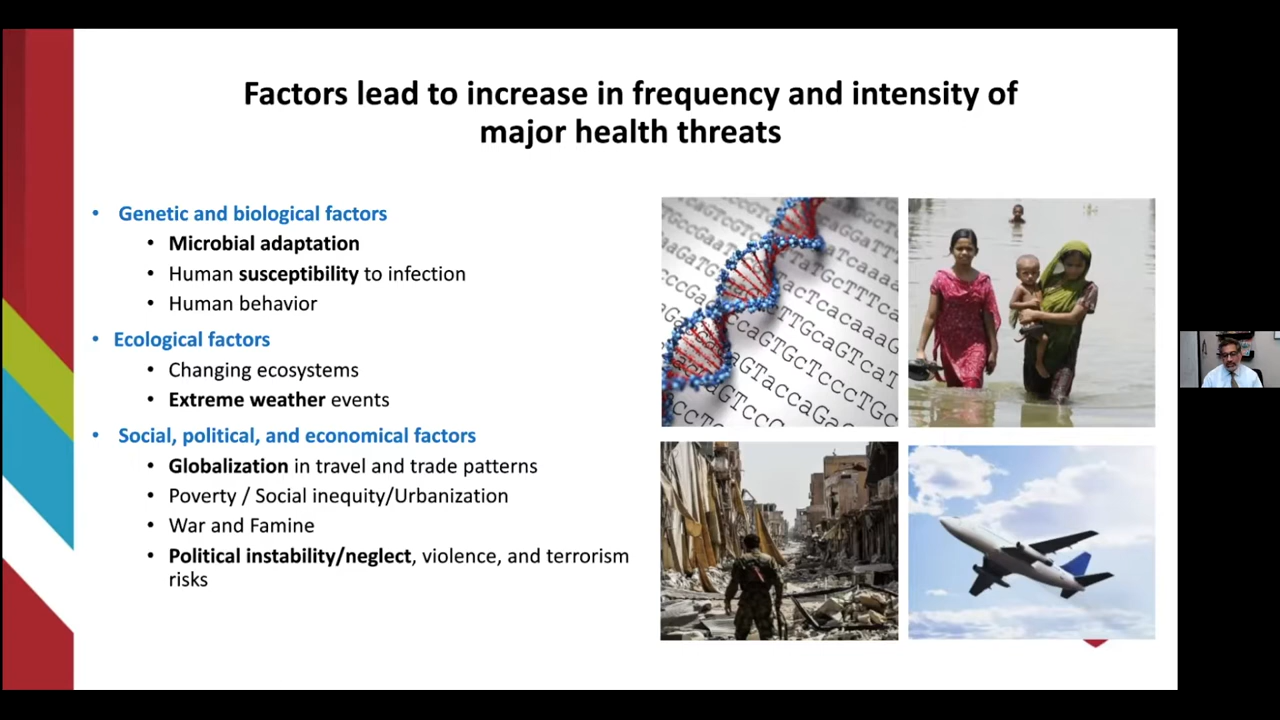 Factors lead to increase in frequency and intensity of
major health threats
• Genetic and biological factors
• Microbial adaptation
• Human susceptibility to infection
• Human behavior
• Ecological factors
• Changing ecosystems
• Extreme weather events
• Social, political, and economical factors
• Globalization in travel and trade patterns
• Poverty / Social inequity/Urbanization
• War and Famine
• Political instability/neglect, violence, and terrorism
risks